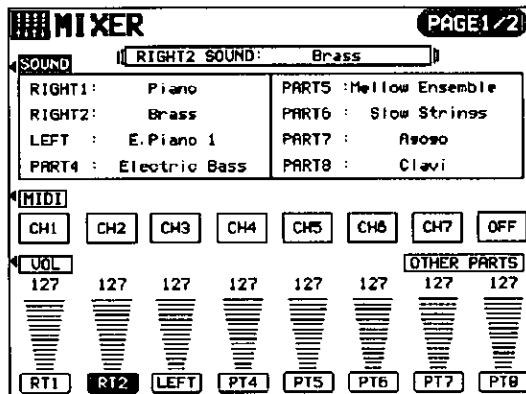 MIXER
PAGE1/2
SOUND
RIGHT2 SOUND: Brass
RIGHT1: Piano
RIGHT2: Brass
LEFT : E.Piano 1
PART4 : Electric Bass
PART5 :Mellow Ensemble
PART6 : Slow Strings
PART7 : Agogo
PART8 : Clavi
MIDI
CH1 CH2 CH3 CH4 CH5 CH6 CH7 OFF
VOL
OTHER PARTS
127 127 127 127 127 127 127 127
RT1 RT2 LEFT PT4 PT5 PT6 PT7 PT8